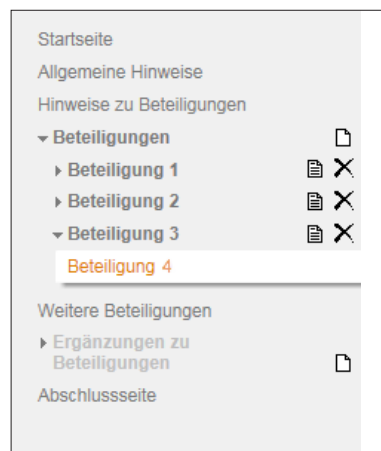 Startseite
Allgemeine Hinweise
Hinweise zu Beteiligungen
Beteiligungen
Beteiligung 1
Beteiligung 2
Beteiligung 3
Beteiligung 4
Weitere Beteiligungen
Ergänzungen zu
Beteiligungen
Abschlussseite